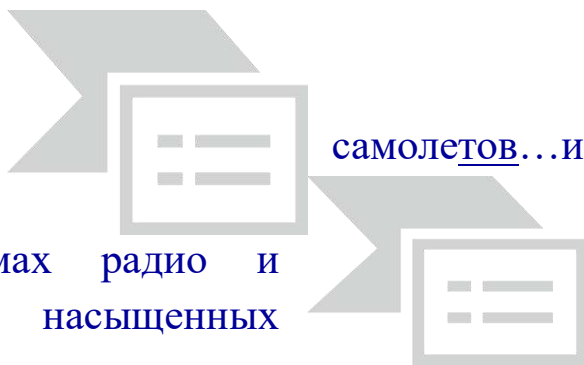 самолетов…и
мах радио и
насыщенных